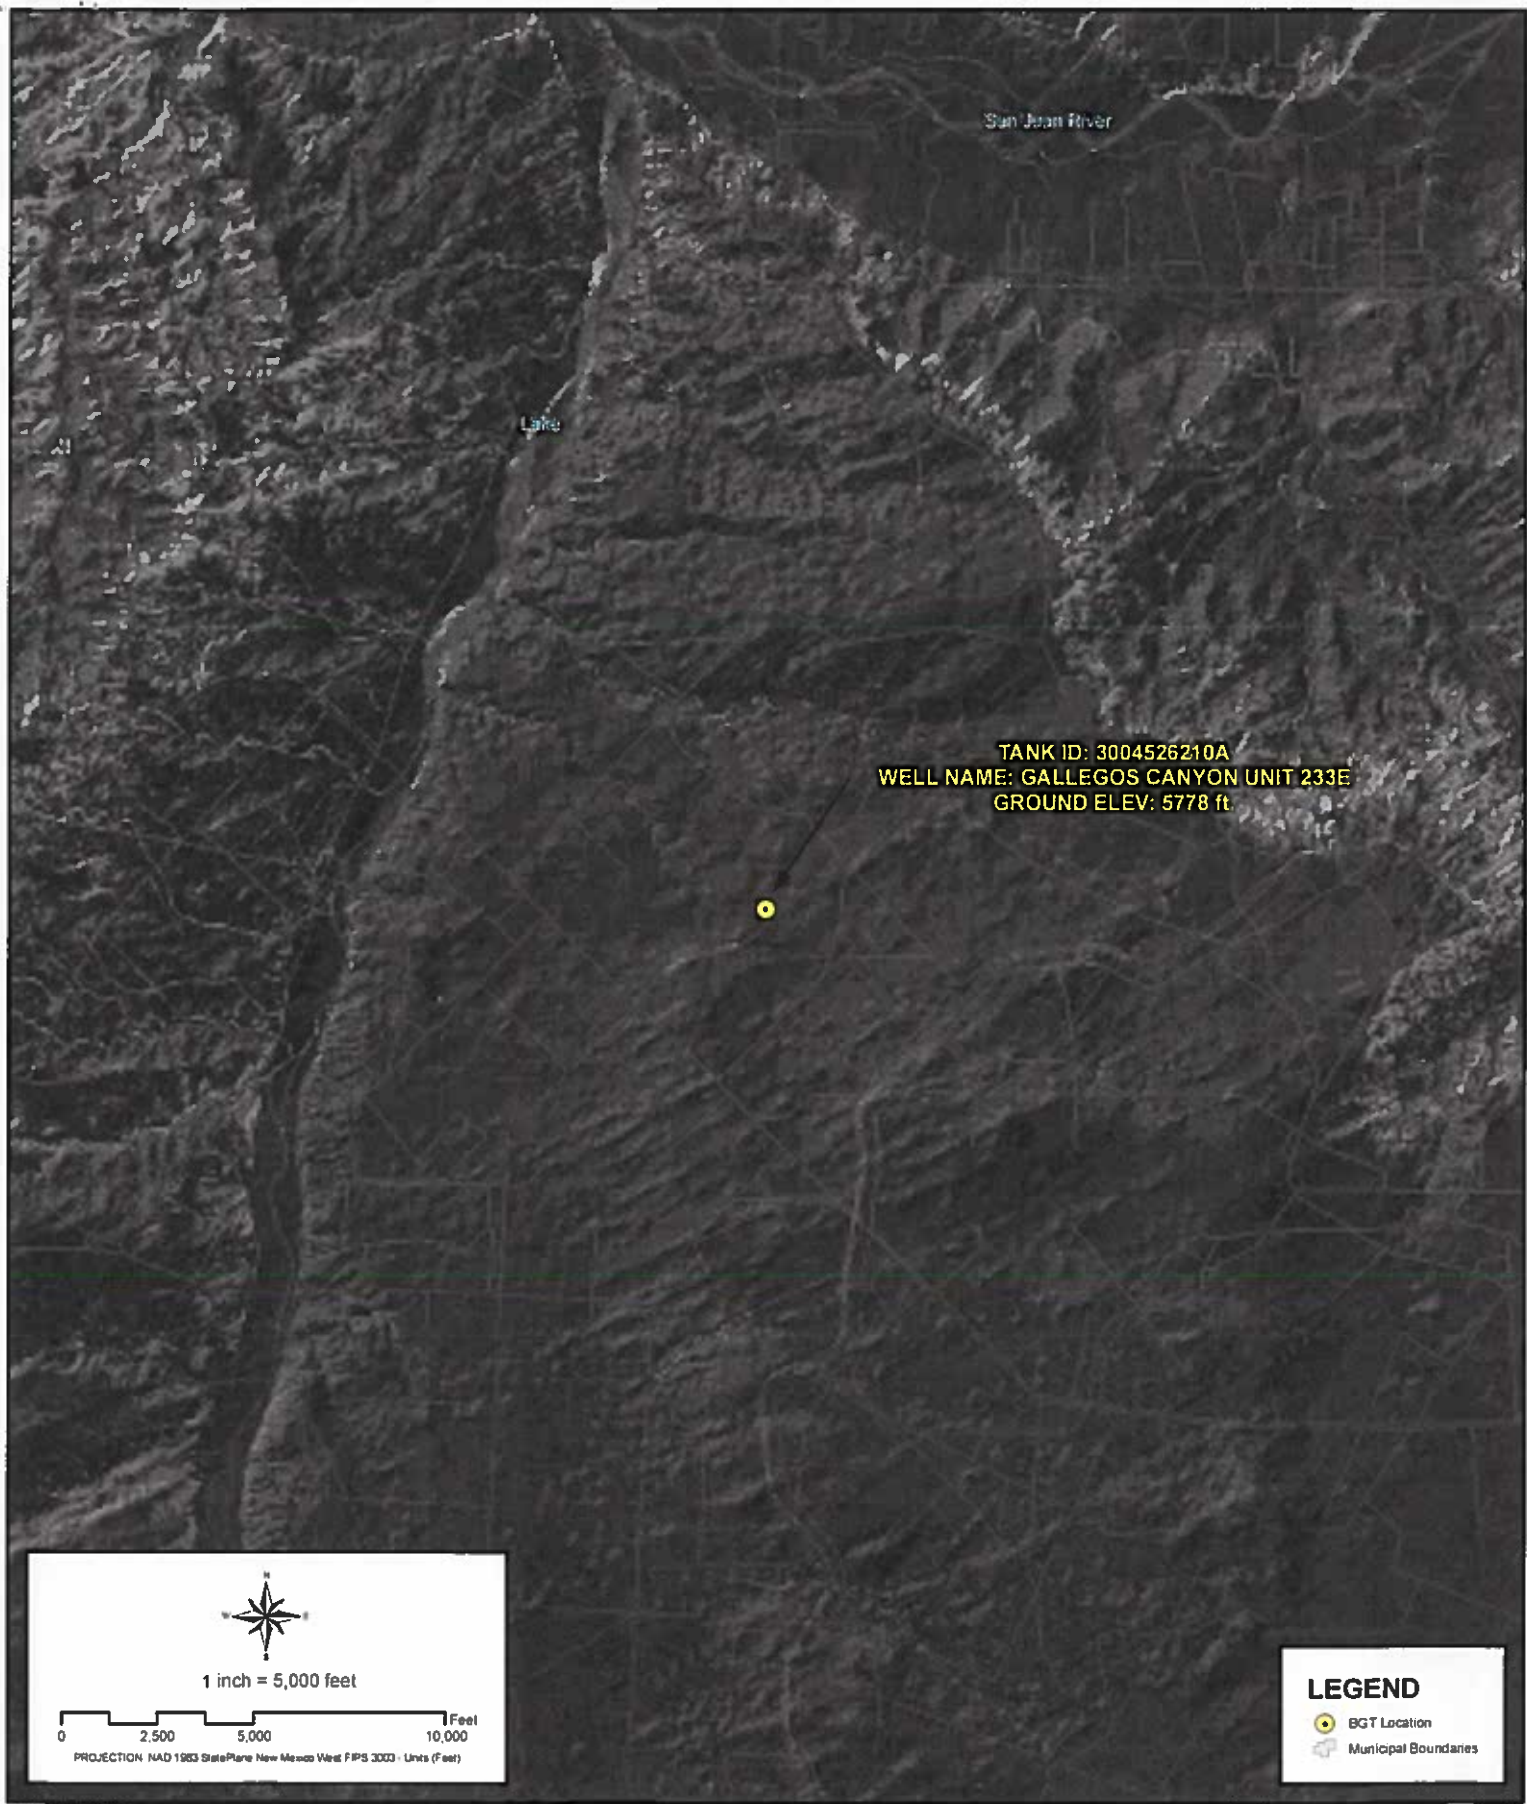 San Juan River
Lake
TANK ID: 3004526210A
WELL NAME: GALLEGOS CANYON UNIT 233E
GROUND ELEV: 5778 ft
N
S
1 inch = 5,000 feet
Feet
0 2,500 5,000 10,000
PROJECTION NAD 1983 StatePlane New Mexico West FIPS 3003 - Units (Feet)
LEGEND
BGT Location
Municipal Boundaries